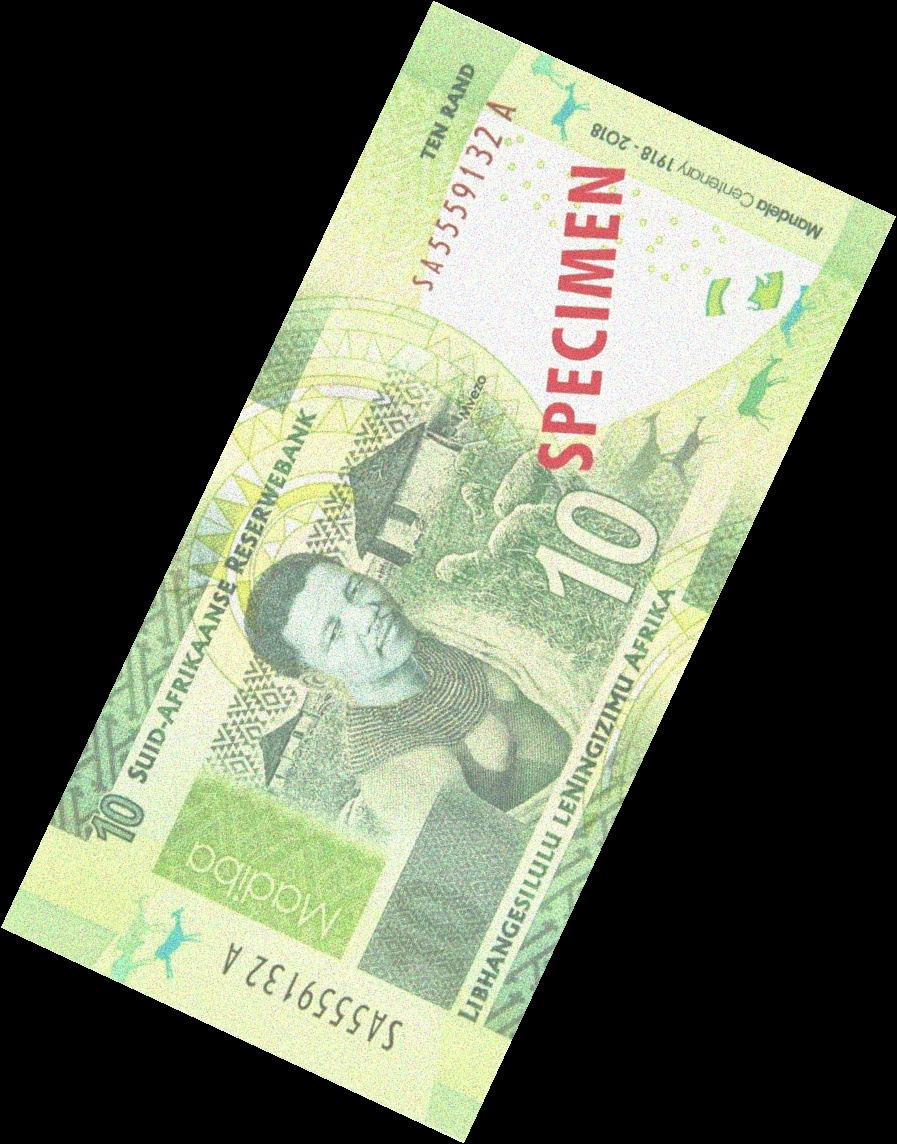 TEN RAND
SA5559132 A
Mandela Centenary 1918 - 2018
SPECIMEN
Mvezo
SUID-AFRIKAANSE RESERWEBANK
10
10
Madiba
SA5559132 A
LIBHANGESILULU LENINGIZIMU AFRIKA